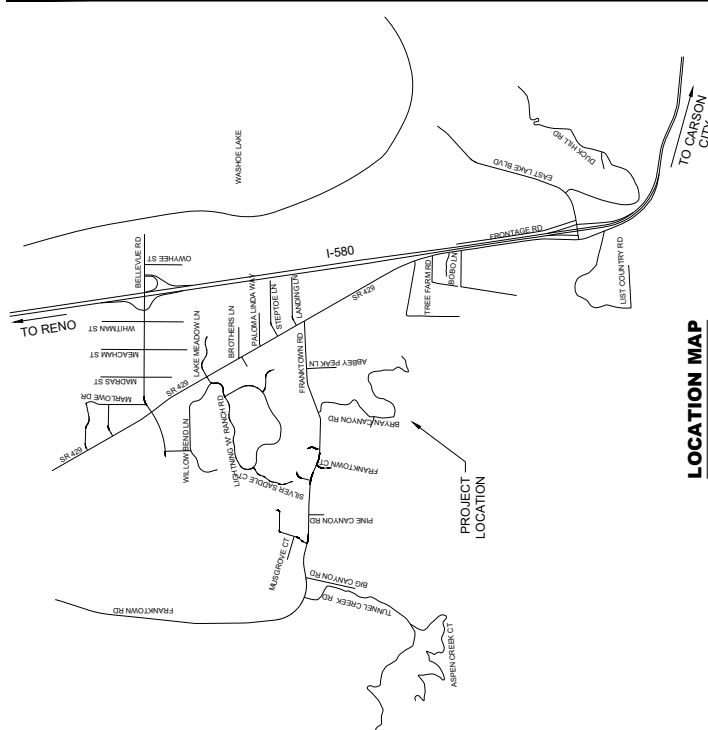 WASHOE LAKE
DUCK HILL RD
EAST LAKE BLVD
TO CARSON
CITY
BELLEVUE RD
OWYHEE ST
FRONTAGE RD
I-580
LIST COUNTRY RD
TO RENO
WHITMAN ST
MEACHAM ST
MADRAS ST
MARLOWE DR
SR 429
SR 429
SR 429
LAKE MEADOW LN
BROTHERS LN
PALOMA LINDA WAY
STEPTOE LN
LANDING LN
TREE FARM RD
BOBO LN
WILLOW BEND LN
LIGHTNING 'W' RANCH RD
SILVER SADDLE CT
FRANKTOWN RD
ABBEY PEAK LN
BRYAN CANYON RD
FRANKTOWN CT
PINE CANYON RD
MUSGROVE CT
BIG CANYON RD
TUNNEL CREEK RD
FRANKTOWN RD
ASPEN CREEK CT
PROJECT
LOCATION
LOCATION MAP